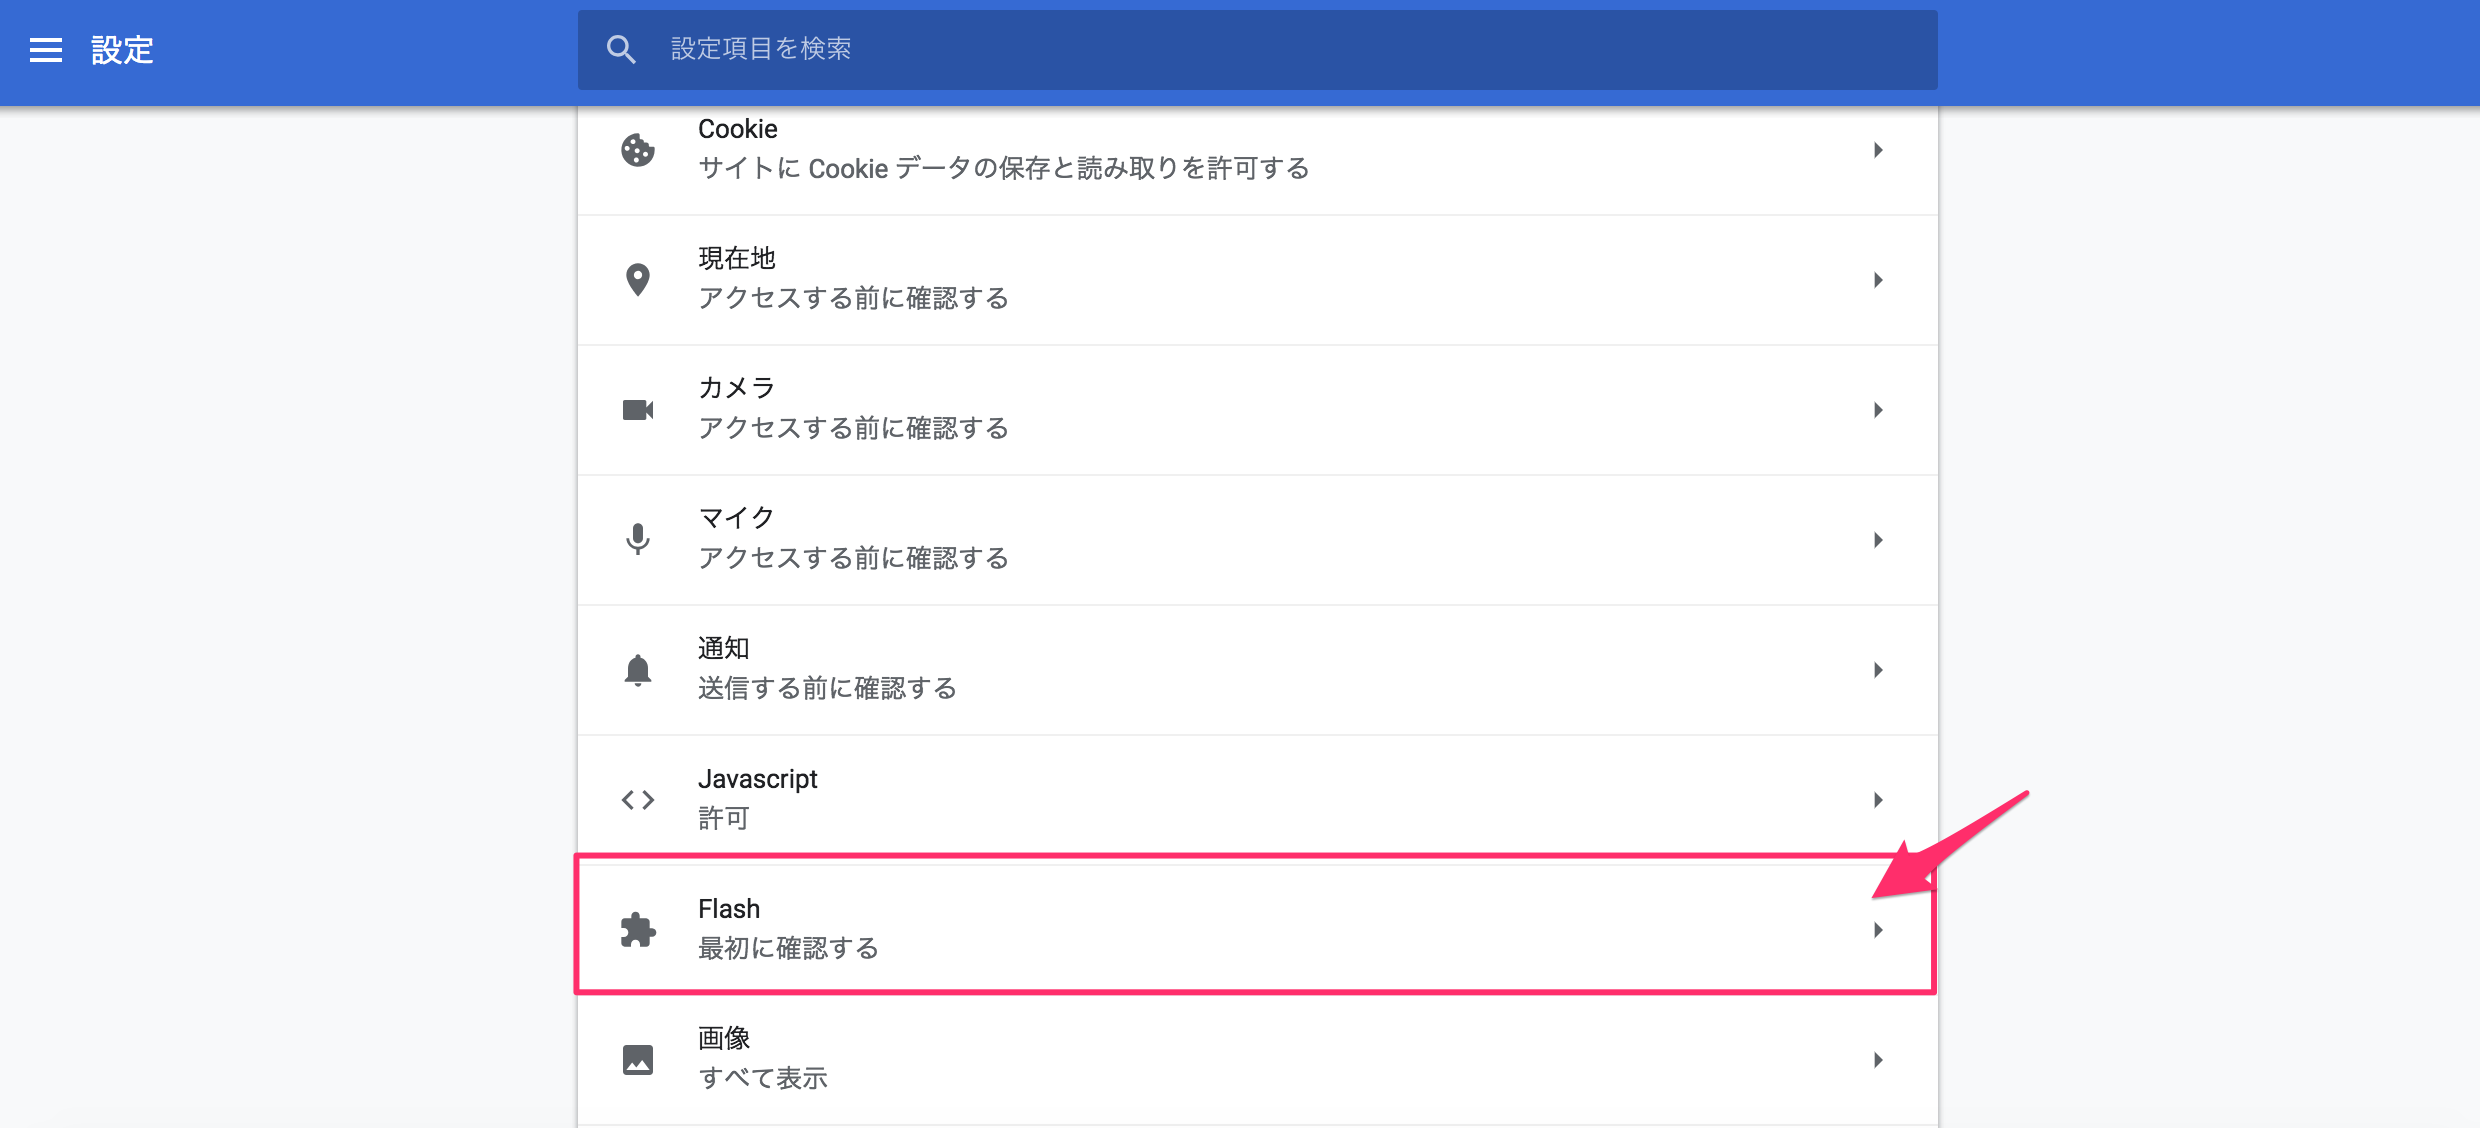 設定
設定項目を検索
Cookie
サイトに Cookie データの保存と読み取りを許可する
現在地
アクセスする前に確認する
カメラ
アクセスする前に確認する
マイク
アクセスする前に確認する
通知
送信する前に確認する
Javascript
許可
Flash
最初に確認する
画像
すべて表示